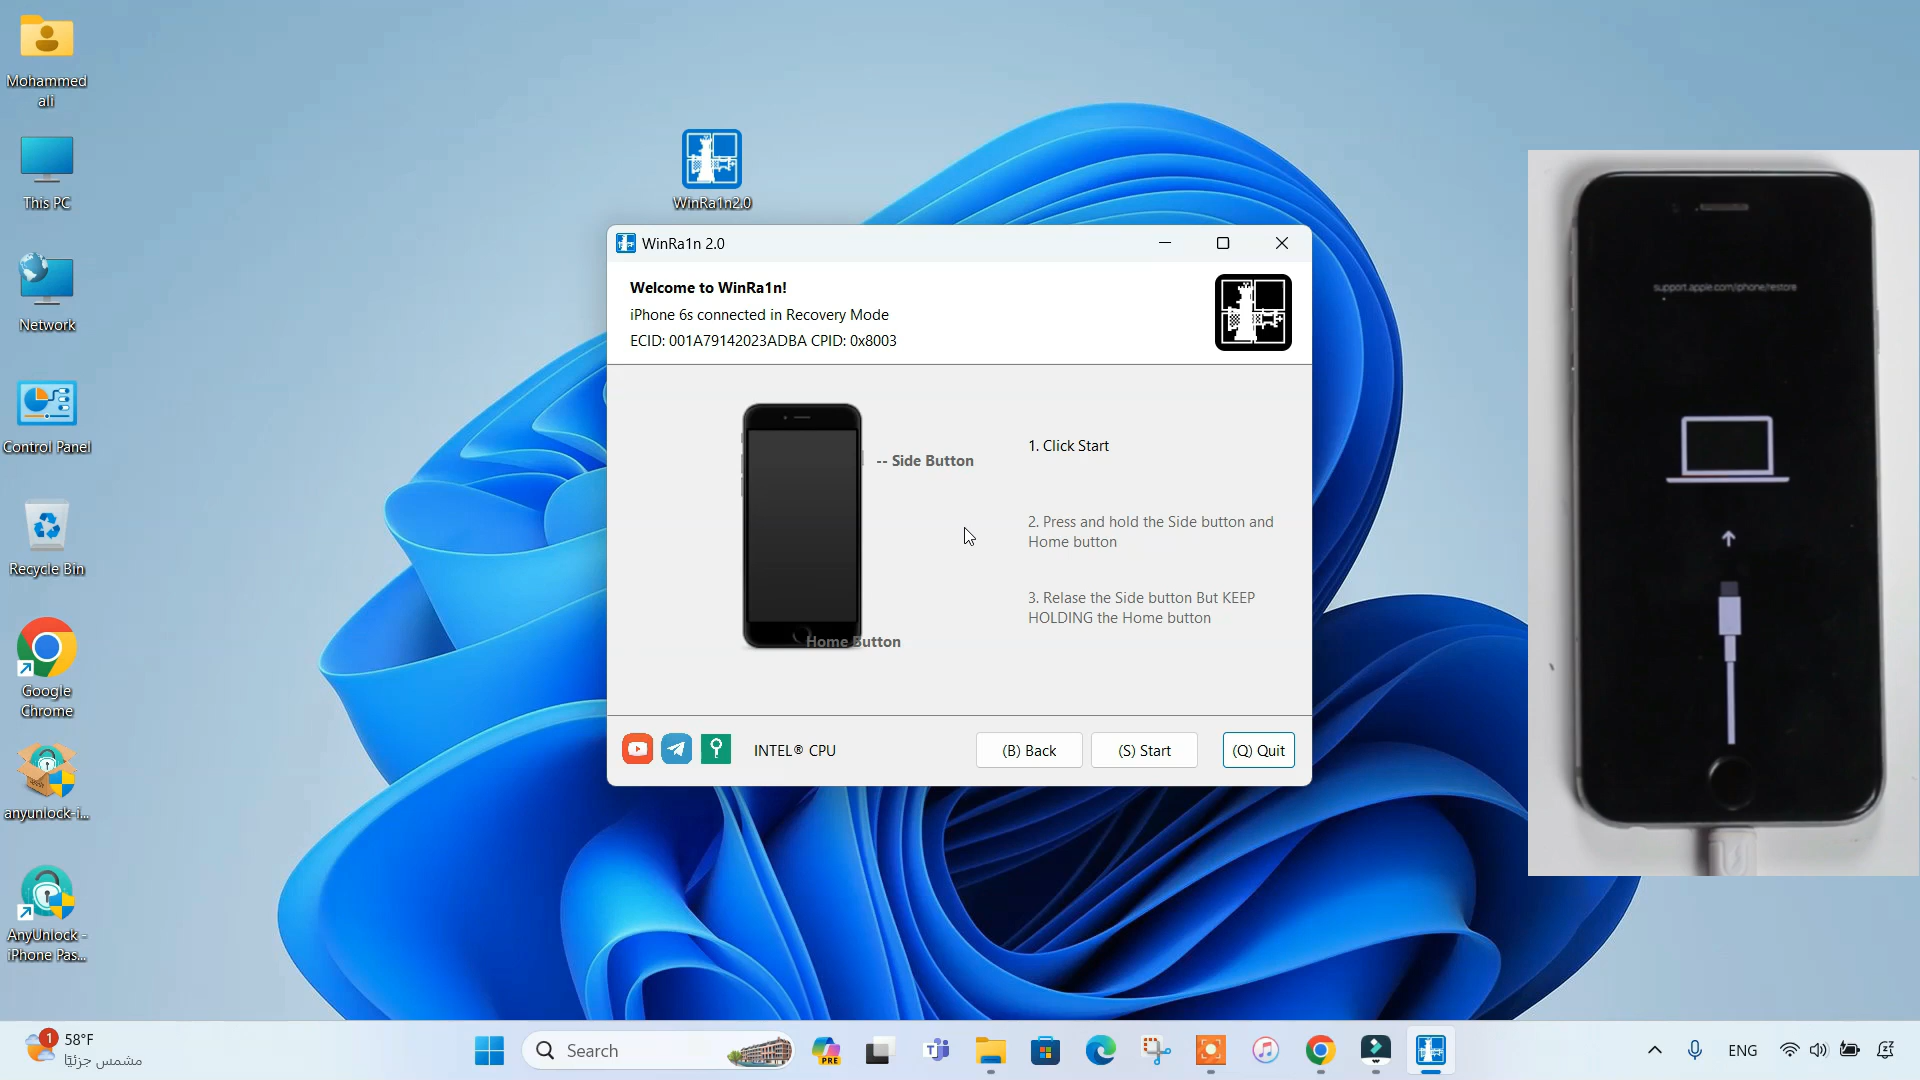 Mohammed
ali
This PC
Network
Control Panel
Recycle Bin
Google
Chrome
anyunlock-i...
AnyUnlock -
iPhone Pas...
WinRa1n2.0
WinRa1n 2.0
Welcome to WinRa1n!
iPhone 6s connected in Recovery Mode
ECID: 001A79142023ADBA CPID: 0x8003
-- Side Button
Home Button
1. Click Start
2. Press and hold the Side button and
Home button
3. Relase the Side button But KEEP
HOLDING the Home button
INTEL® CPU
(B) Back
(S) Start
(Q) Quit
support.apple.com/iphone/restore
1
58°F
مشمس جزئيًا
Search
PRE
ENG